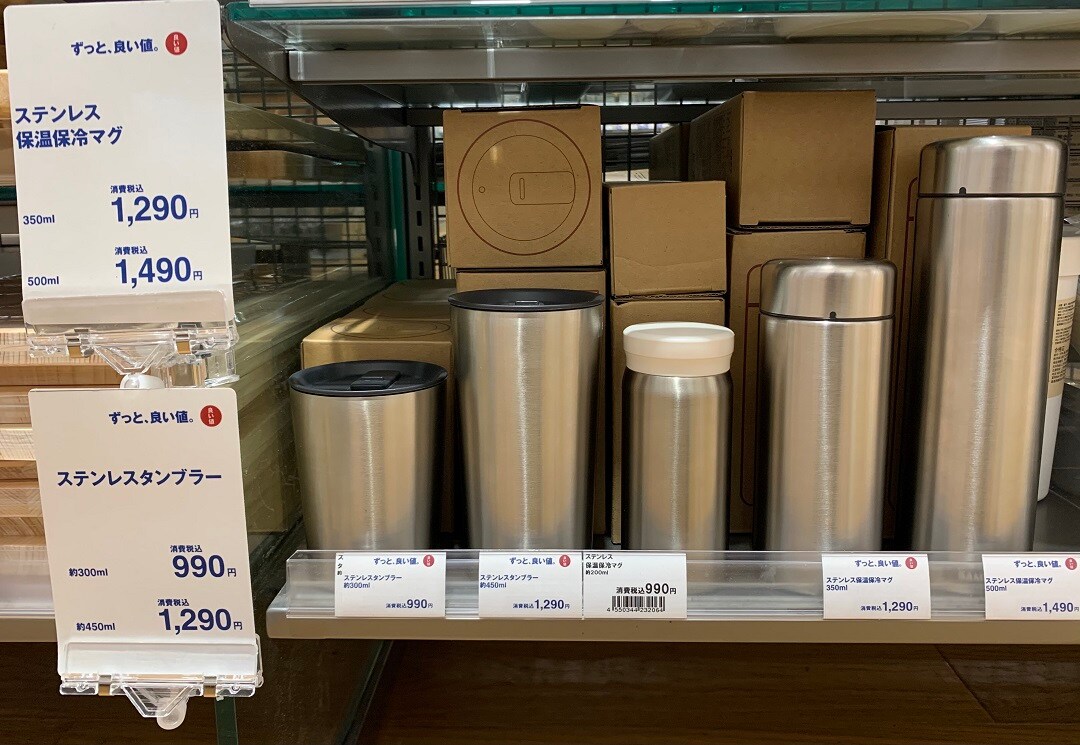 ずっと、良い値。
良い値
ステンレス
保温保冷マグ
消費税込
350ml 1,290円
消費税込
500ml 1,490円
ずっと、良い値。
良い値
ステンレスタンブラー
消費税込
約300ml 990円
消費税込
約450ml 1,290円
ス
タ
約
ずっと、良い値。
ステンレスタンブラー
約300ml
消費税込990円
ずっと、良い値。
ステンレスタンブラー
約450ml
消費税込1,290円
ステンレス
保温保冷マグ
約200ml
消費税込990円
4 550344 232064
ずっと、良い値。
ステンレス保温保冷マグ
350ml
消費税込1,290円
ずっと、良い値。
ステンレス保温保冷マグ
500ml
消費税込1,490円